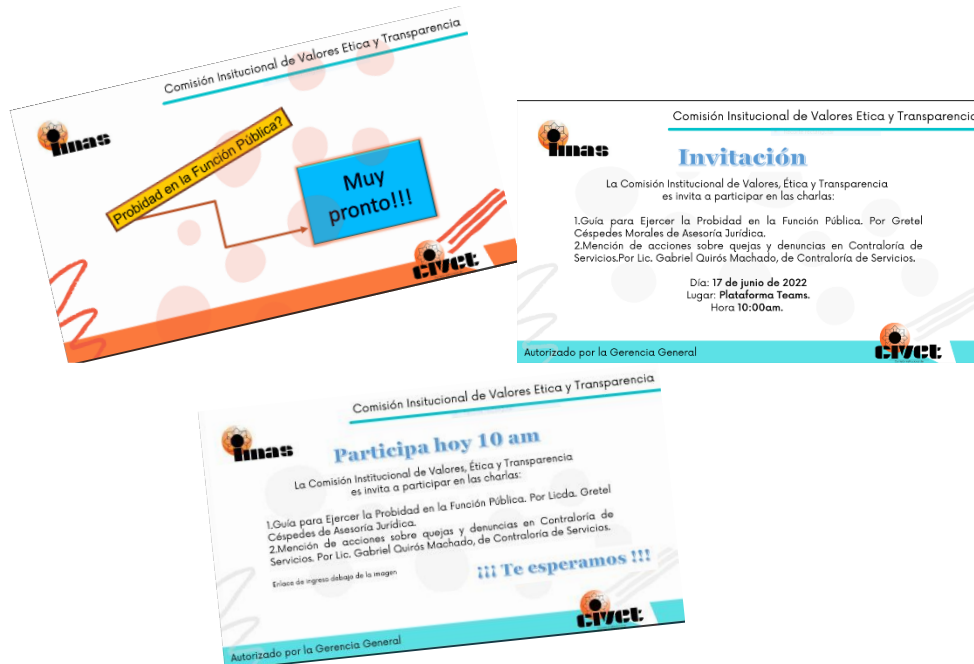 Comisión Insitucional de Valores Etica y Transparencia
imas
Probidad en la Función Pública?
Muy
pronto!!!
civet
Comisión Insitucional de Valores Etica y Transparencia
imas
Invitación
La Comisión Institucional de Valores, Ética y Transparencia
es invita a participar en las charlas:
1.Guía para Ejercer la Probidad en la Función Pública. Por Gretel
Céspedes Morales de Asesoría Jurídica.
2.Mención de acciones sobre quejas y denuncias en Contraloría de
Servicios.Por Lic. Gabriel Quirós Machado, de Contraloría de Servicios.
Día: 17 de junio de 2022
Lugar: Plataforma Teams.
Hora 10:00am.
Autorizado por la Gerencia General
civet
Comisión Insitucional de Valores Etica y Transparencia
imas
Participa hoy 10 am
La Comisión Institucional de Valores, Ética y Transparencia
es invita a participar en las charlas:
1.Guía para Ejercer la Probidad en la Función Pública. Por Licda. Gretel
Céspedes de Asesoría Jurídica.
2.Mención de acciones sobre quejas y denuncias en Contraloría de
Servicios. Por Lic. Gabriel Quirós Machado, de Contraloría de Servicios.
Enlace de ingreso debajo de la imagen
¡¡¡ Te esperamos !!!
Autorizado por la Gerencia General
civet